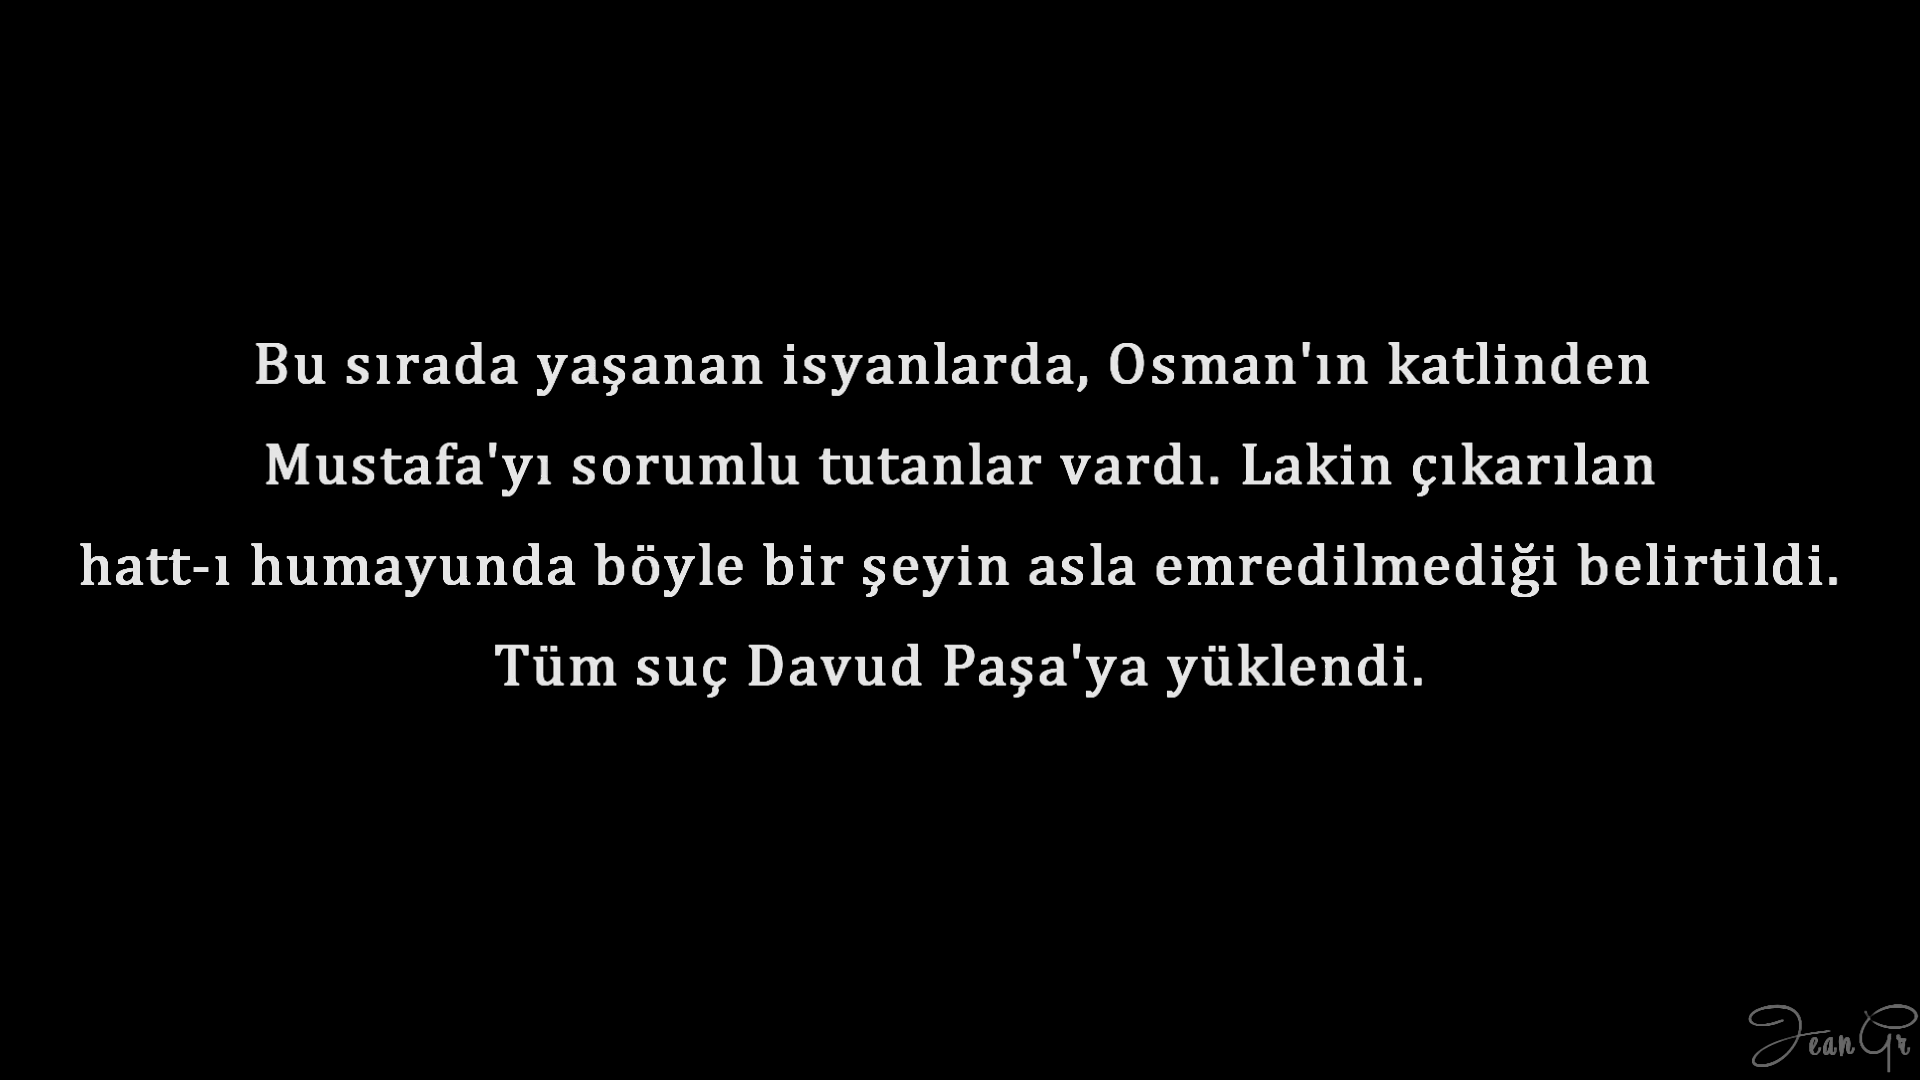 Bu sırada yaşanan isyanlarda, Osman'ın katlinden
Mustafa'yı sorumlu tutanlar vardı. Lakin çıkarılan
hatt-ı humayunda böyle bir şeyin asla emredilmediği belirtildi.
Tüm suç Davud Paşa'ya yüklendi.
JeanGr